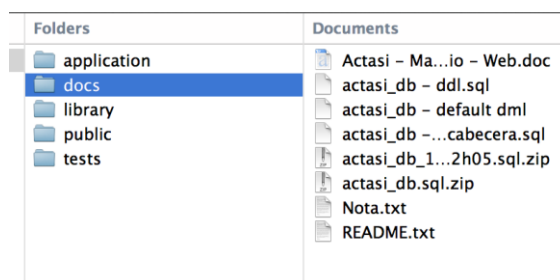 Folders
application
docs
library
public
tests
Documents
Actasi – Ma...io – Web.doc
actasi_db – ddl.sql
actasi_db – default dml
actasi_db –...cabecera.sql
actasi_db_1...2h05.sql.zip
actasi_db.sql.zip
Nota.txt
README.txt